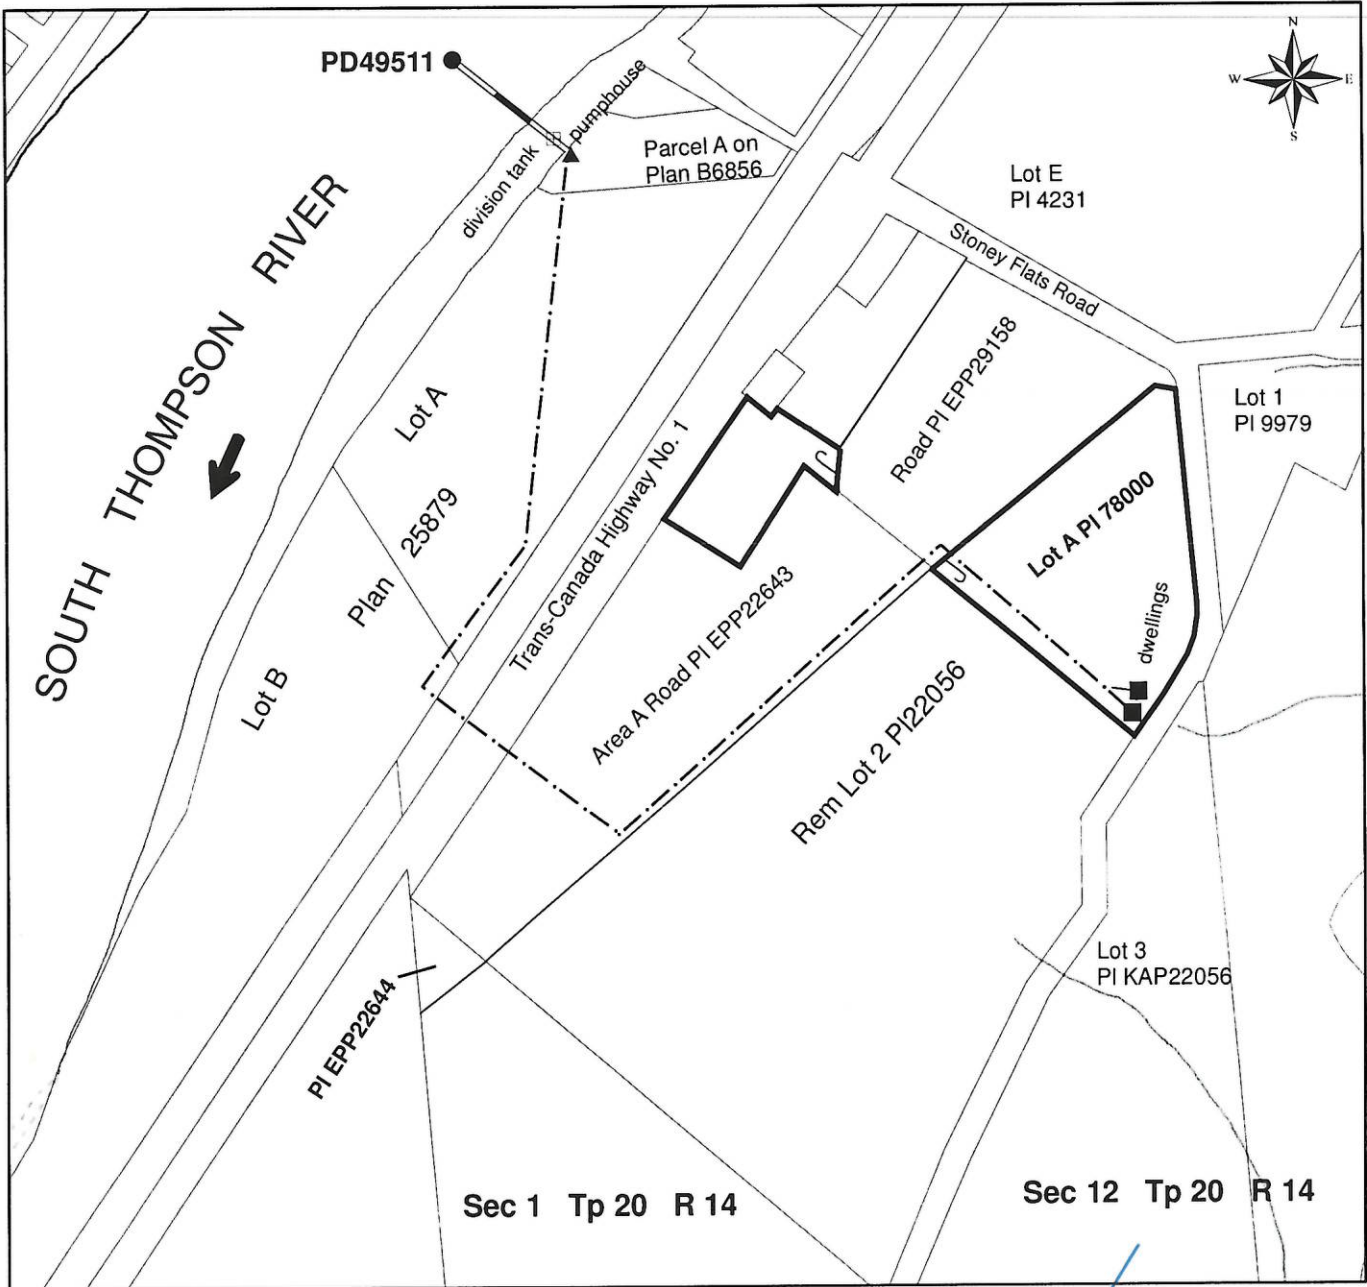 N
W
E
S
PD49511
pumphouse
division tank
Parcel A on
Plan B6856
Lot E
Pl 4231
Stoney Flats Road
SOUTH THOMPSON RIVER
Lot A
Plan 25879
Lot B
Trans-Canada Highway No. 1
Road Pl EPP29158
Lot 1
Pl 9979
Lot A Pl 78000
dwellings
Area A Road Pl EPP22643
Rem Lot 2 Pl22056
Lot 3
Pl KAP22056
Pl EPP22644
Sec 1 Tp 20 R 14
Sec 12 Tp 20 R 14